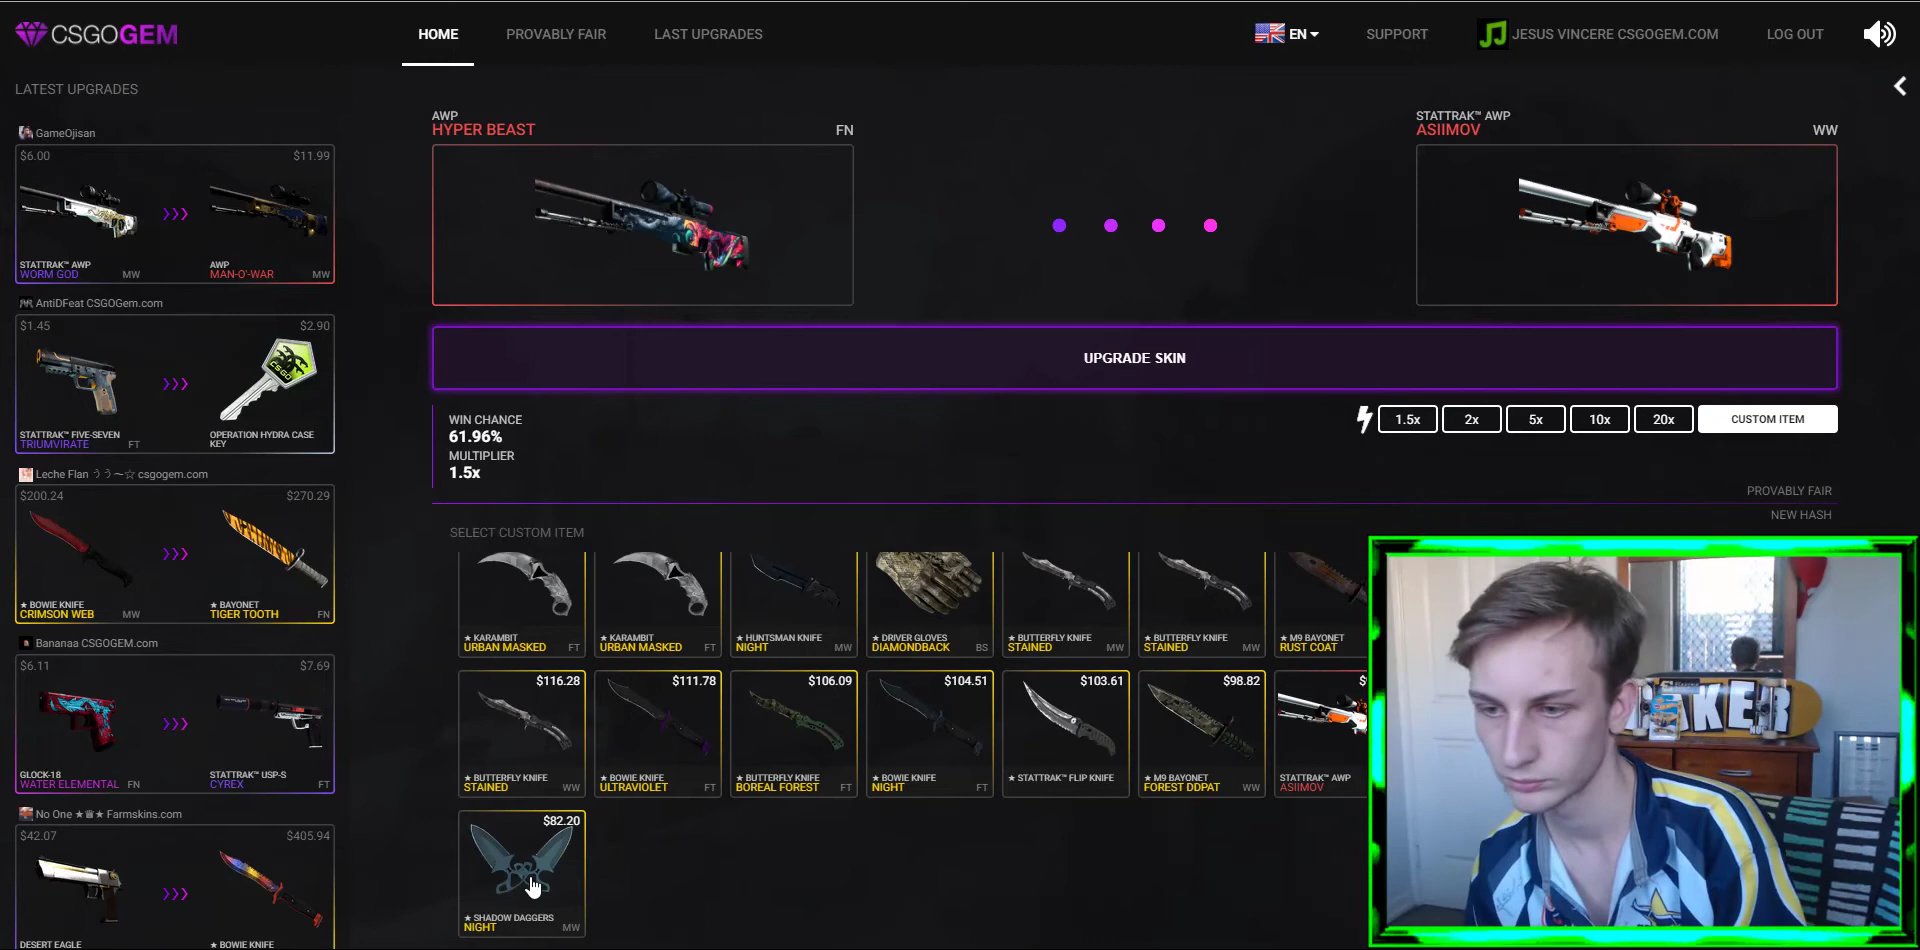 CSGOGEM
HOME
PROVABLY FAIR
LAST UPGRADES
EN
SUPPORT
JESUS VINCERE CSGOGEM.COM
LOG OUT
LATEST UPGRADES
GameOjisan
$6.00 $11.99
STATTRAK™ AWP
WORM GOD MW
AWP
MAN-O'-WAR MW
AntiDFeat CSGOGem.com
$1.45 $2.90
CS:GO
STATTRAK™ FIVE-SEVEN
TRIUMVIRATE FT
OPERATION HYDRA CASE
KEY
Leche Flan うう～☆ csgogem.com
$200.24 $270.29
★ BOWIE KNIFE
CRIMSON WEB MW
★ BAYONET
TIGER TOOTH FN
Bananaa CSGOGEM.com
$6.11 $7.69
GLOCK-18
WATER ELEMENTAL FN
STATTRAK™ USP-S
CYREX FT
No One ★♛★ Farmskins.com
$42.07 $405.94
DESERT EAGLE
★ BOWIE KNIFE
AWP
HYPER BEAST FN
STATTRAK™ AWP
ASIIMOV WW
UPGRADE SKIN
WIN CHANCE
61.96%
MULTIPLIER
1.5x
1.5x 2x 5x 10x 20x CUSTOM ITEM
PROVABLY FAIR
NEW HASH
SELECT CUSTOM ITEM
★ KARAMBIT
URBAN MASKED FT
★ KARAMBIT
URBAN MASKED FT
★ HUNTSMAN KNIFE
NIGHT MW
★ DRIVER GLOVES
DIAMONDBACK BS
★ BUTTERFLY KNIFE
STAINED MW
★ BUTTERFLY KNIFE
STAINED MW
★ M9 BAYONET
RUST COAT
$116.28
★ BUTTERFLY KNIFE
STAINED WW
$111.78
★ BOWIE KNIFE
ULTRAVIOLET FT
$106.09
★ BUTTERFLY KNIFE
BOREAL FOREST FT
$104.51
★ BOWIE KNIFE
NIGHT FT
$103.61
★ STATTRAK™ FLIP KNIFE
$98.82
★ M9 BAYONET
FOREST DDPAT WW
STATTRAK™ AWP
ASIIMOV
$82.20
★ SHADOW DAGGERS
NIGHT MW